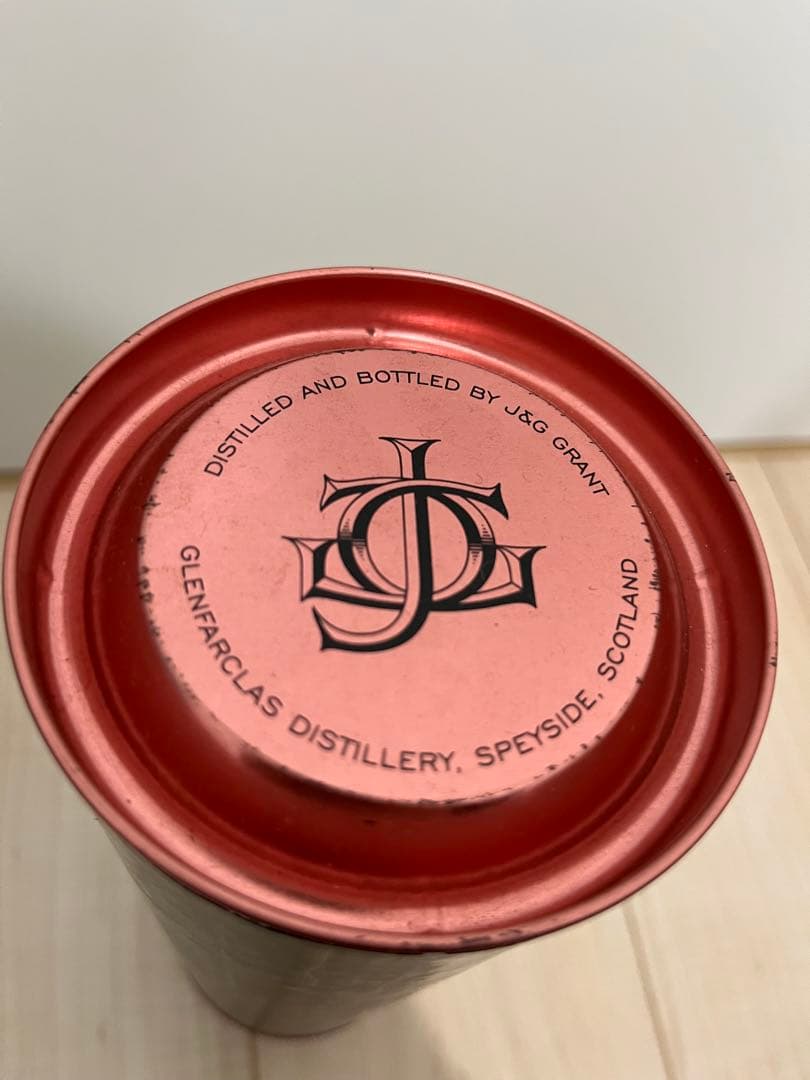 DISTILLED AND BOTTLED BY J&G GRANT
GLENFARCLAS DISTILLERY, SPEYSIDE, SCOTLAND